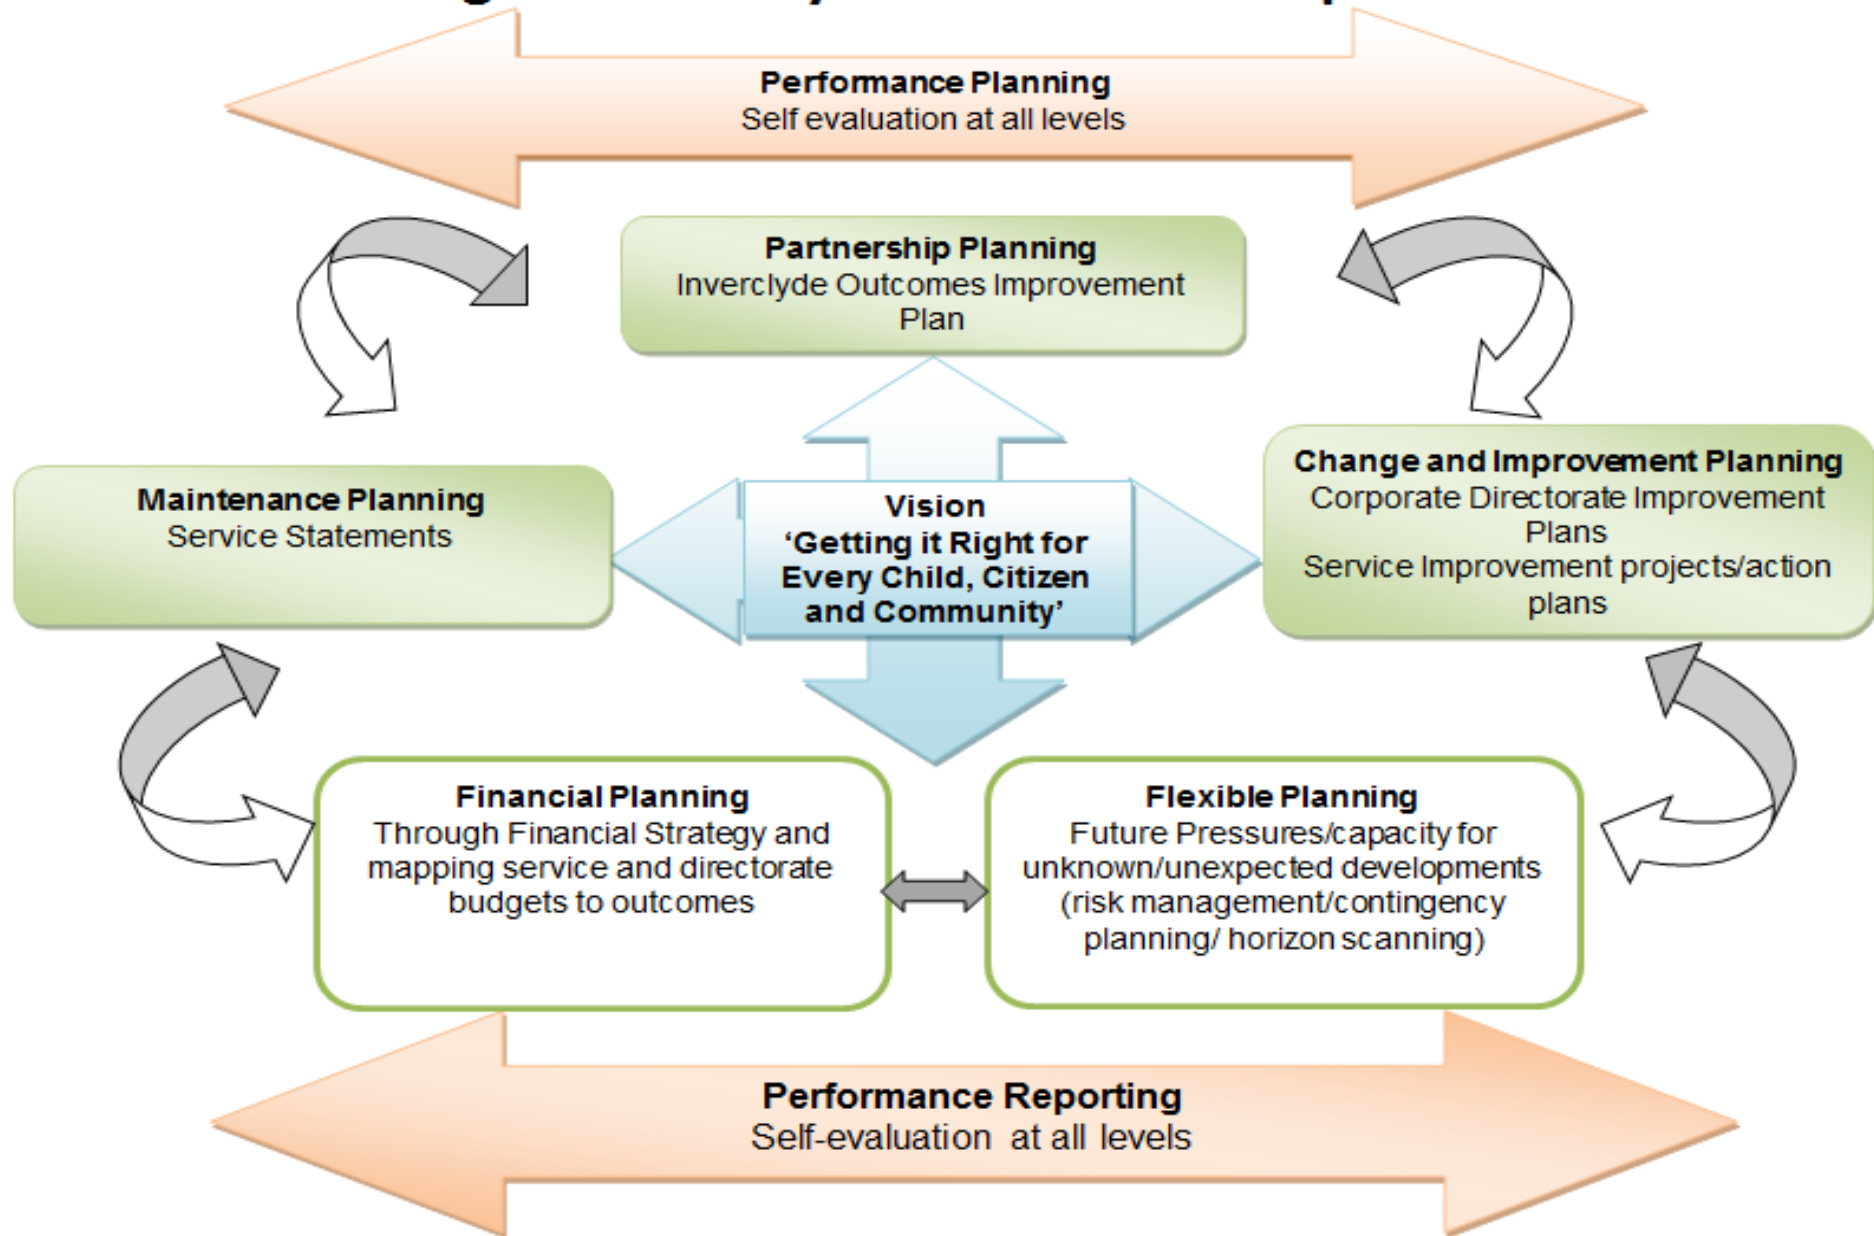 Performance Planning
Self evaluation at all levels
Partnership Planning
Inverclyde Outcomes Improvement
Plan
Maintenance Planning
Service Statements
Vision
‘Getting it Right for
Every Child, Citizen
and Community’
Change and Improvement Planning
Corporate Directorate Improvement
Plans
Service Improvement projects/action
plans
Financial Planning
Through Financial Strategy and
mapping service and directorate
budgets to outcomes
Flexible Planning
Future Pressures/capacity for
unknown/unexpected developments
(risk management/contingency
planning/ horizon scanning)
Performance Reporting
Self-evaluation at all levels